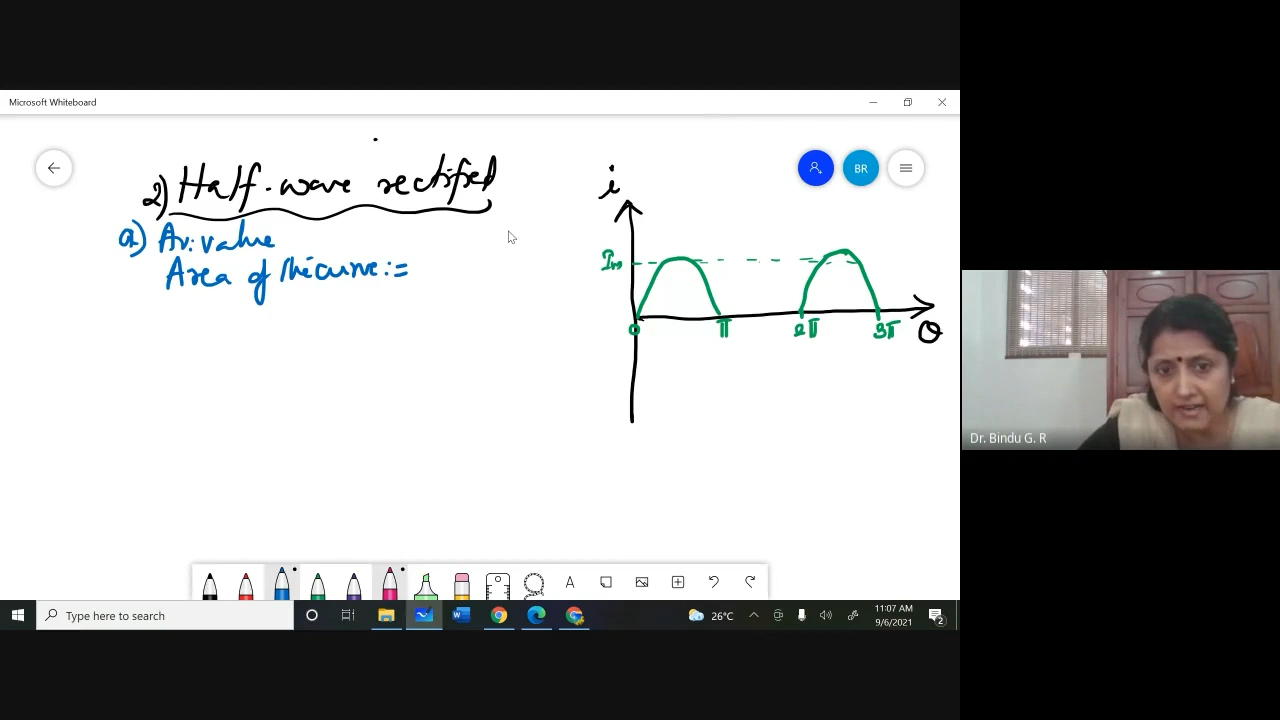 Microsoft Whiteboard
2) Half-wave rectified
BR
a) Av. value
Area of the curve :=
i
Im
0
π
2π
3π
θ
Dr. Bindu G. R
A
Type here to search
26°C
11:07 AM
9/6/2021
2